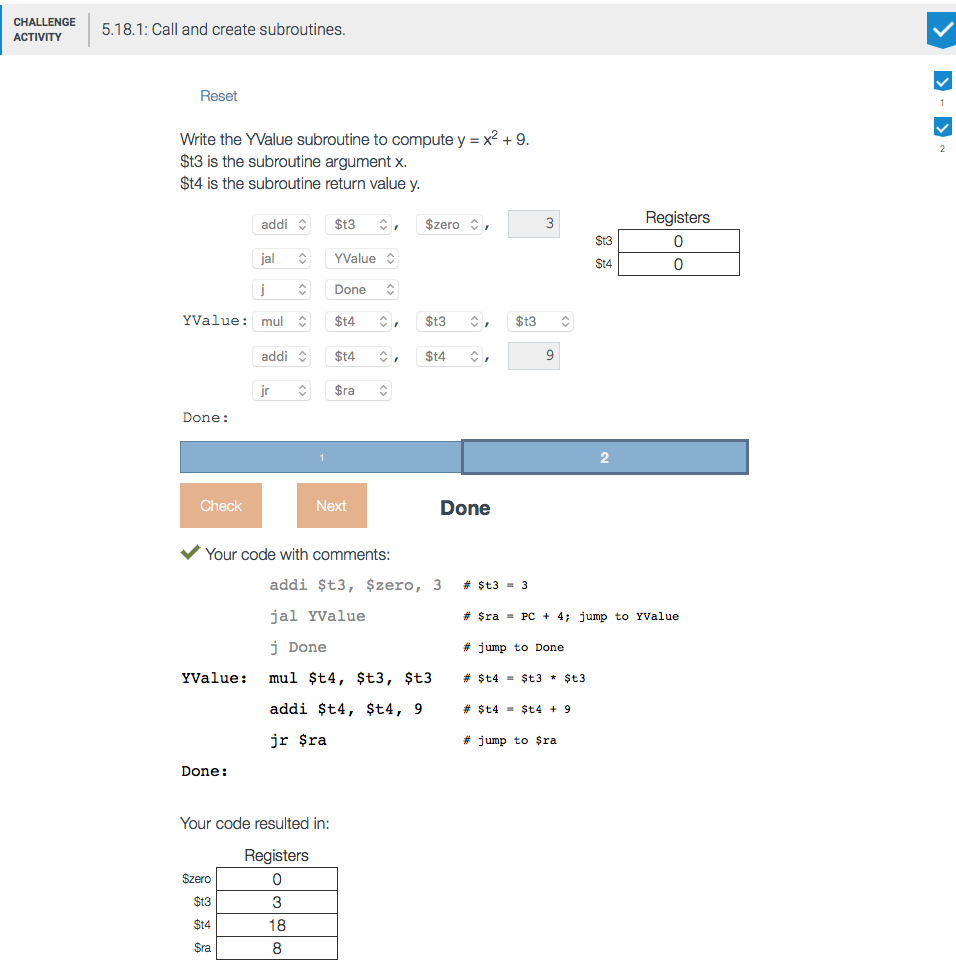 CHALLENGE ACTIVITY 5.18.1: Call and create subroutines.
Reset
1
2
Write the YValue subroutine to compute y = x² + 9.
$t3 is the subroutine argument x.
$t4 is the subroutine return value y.
addi $t3 , $zero , 3
jal YValue
j Done
YValue: mul $t4 , $t3 , $t3
addi $t4 , $t4 , 9
jr $ra
Done:
Registers
$t3 0
$t4 0
1 2
Check Next Done
Your code with comments:
addi $t3, $zero, 3 # $t3 = 3
jal YValue # $ra = PC + 4; jump to YValue
j Done # jump to Done
YValue: mul $t4, $t3, $t3 # $t4 = $t3 * $t3
addi $t4, $t4, 9 # $t4 = $t4 + 9
jr $ra # jump to $ra
Done:
Your code resulted in:
Registers
$zero 0
$t3 3
$t4 18
$ra 8